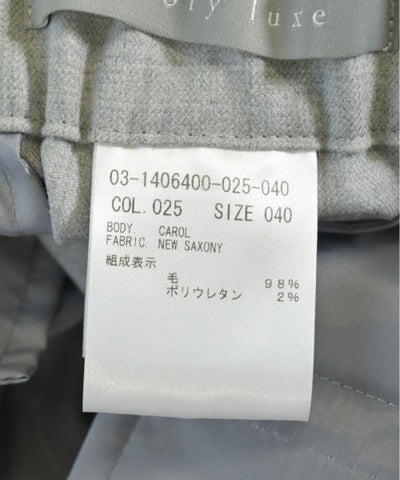 luxe
03-1406400-025-040
COL. 025 SIZE 040
BODY. CAROL
FABRIC. NEW SAXONY
組成表示
毛 98%
ポリウレタン 2%